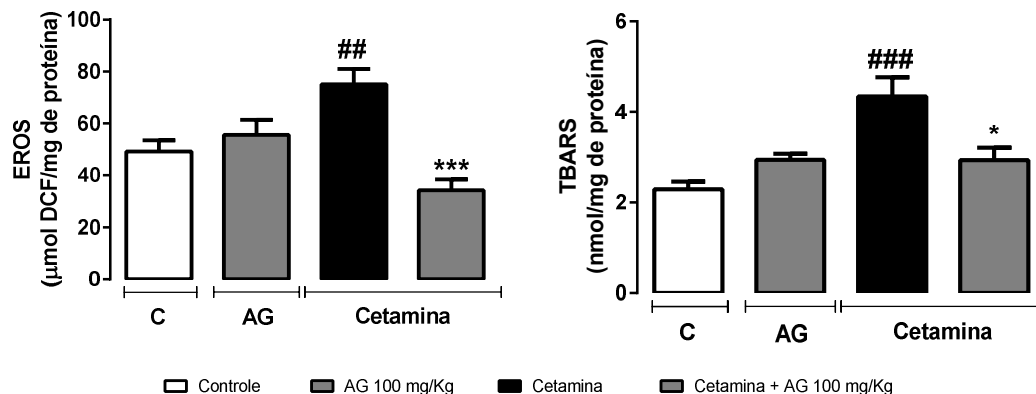 EROS
(µmol DCF/mg de proteína)
100
80
60
40
20
0
##
***
C
AG
Cetamina
TBARS
(nmol/mg de proteína)
6
4
2
0
###
*
C
AG
Cetamina
Controle
AG 100 mg/Kg
Cetamina
Cetamina + AG 100 mg/Kg